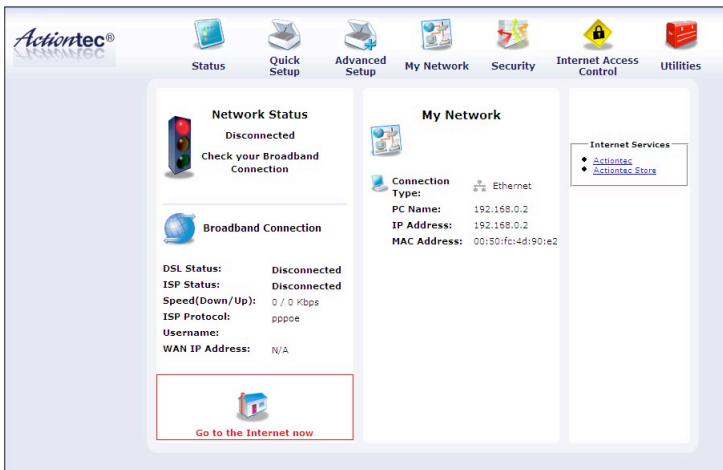 Actiontec®
Status
Quick
Setup
Advanced
Setup
My Network
Security
Internet Access
Control
Utilities
Network Status
Disconnected
Check your Broadband
Connection
Broadband Connection
DSL Status: Disconnected
ISP Status: Disconnected
Speed(Down/Up): 0 / 0 Kbps
ISP Protocol: pppoe
Username:
WAN IP Address: N/A
Go to the Internet now
My Network
Connection
Type: Ethernet
PC Name: 192.168.0.2
IP Address: 192.168.0.2
MAC Address: 00:50:fc:4d:90:e2
Internet Services
Actiontec
Actiontec Store